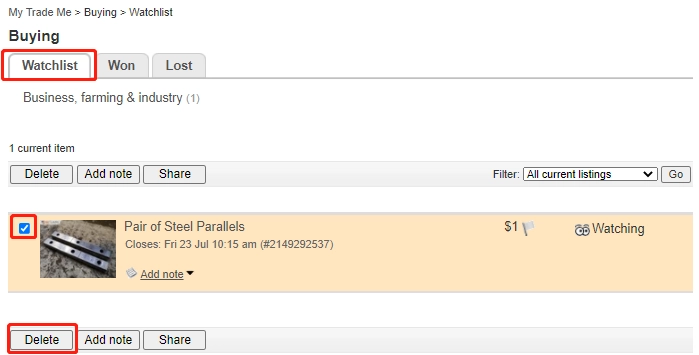 My Trade Me > Buying > Watchlist
Buying
Watchlist Won Lost
Business, farming & industry (1)
1 current item
Delete Add note Share Filter: All current listings Go
Pair of Steel Parallels $1 Watching
Closes: Fri 23 Jul 10:15 am (#2149292537)
Add note
Delete Add note Share